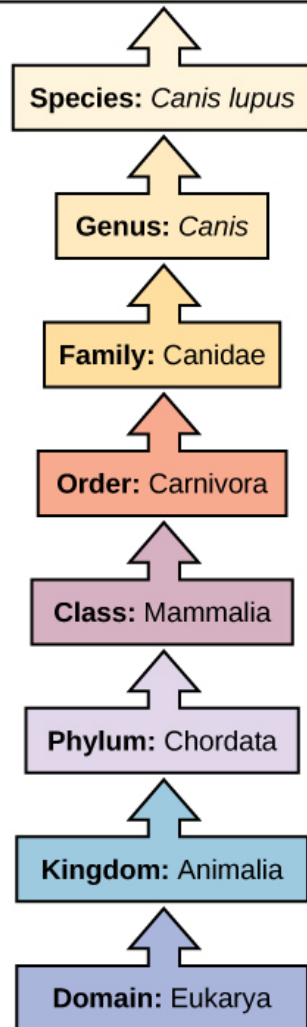 Species: Canis lupus
Genus: Canis
Family: Canidae
Order: Carnivora
Class: Mammalia
Phylum: Chordata
Kingdom: Animalia
Domain: Eukarya